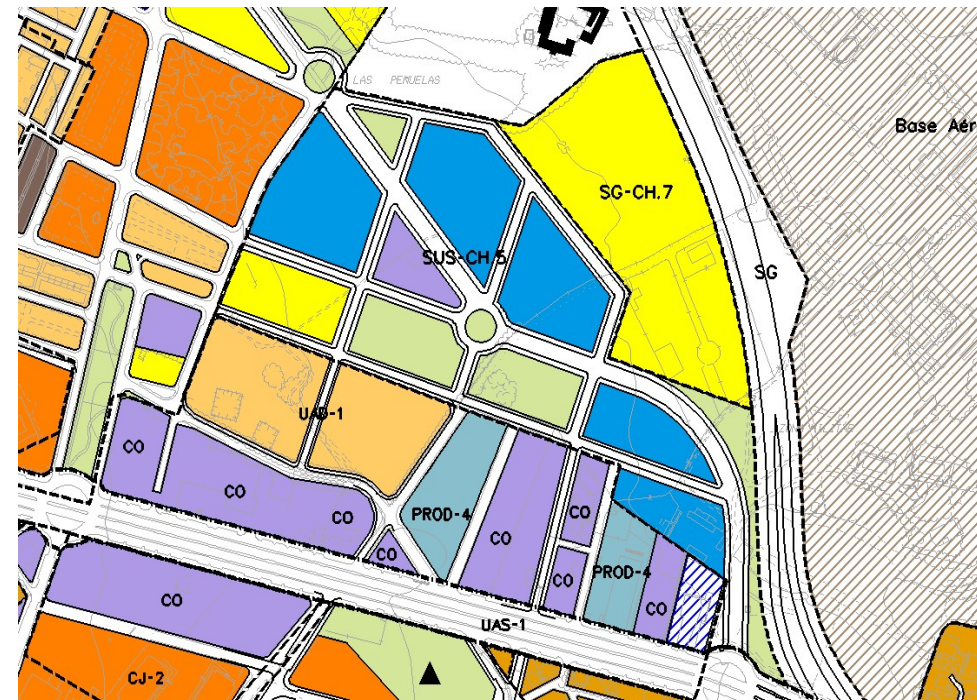 LAS PEÑUELAS
Base Aér
SG-CH.7
SUS-CH 5
SG
UAD-1
CO
CO
CO
PROD-4
CO
CO
CO
CO
PROD-4
CO
CO
UAS-1
CJ-2